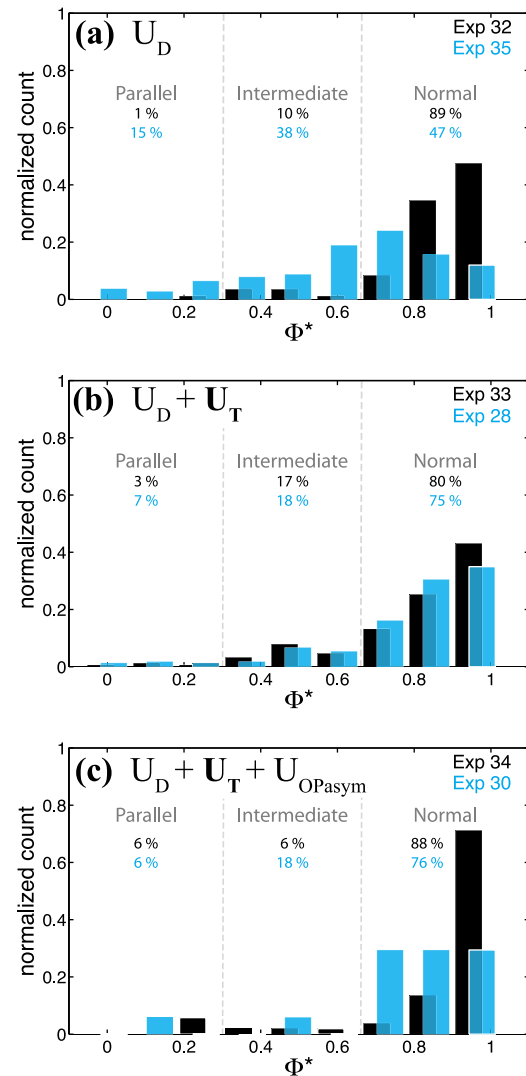 (a) U_D
Exp 32
Exp 35
Parallel Intermediate Normal
1 % 10 % 89 %
15 % 38 % 47 %
normalized count
1
0.8
0.6
0.4
0.2
0
0 0.2 0.4 0.6 0.8 1
Φ*
(b) U_D + U_T
Exp 33
Exp 28
Parallel Intermediate Normal
3 % 17 % 80 %
7 % 18 % 75 %
normalized count
1
0.8
0.6
0.4
0.2
0
0 0.2 0.4 0.6 0.8 1
Φ*
(c) U_D + U_T + U_OPasym
Exp 34
Exp 30
Parallel Intermediate Normal
6 % 6 % 88 %
6 % 18 % 76 %
normalized count
1
0.8
0.6
0.4
0.2
0
0 0.2 0.4 0.6 0.8 1
Φ*